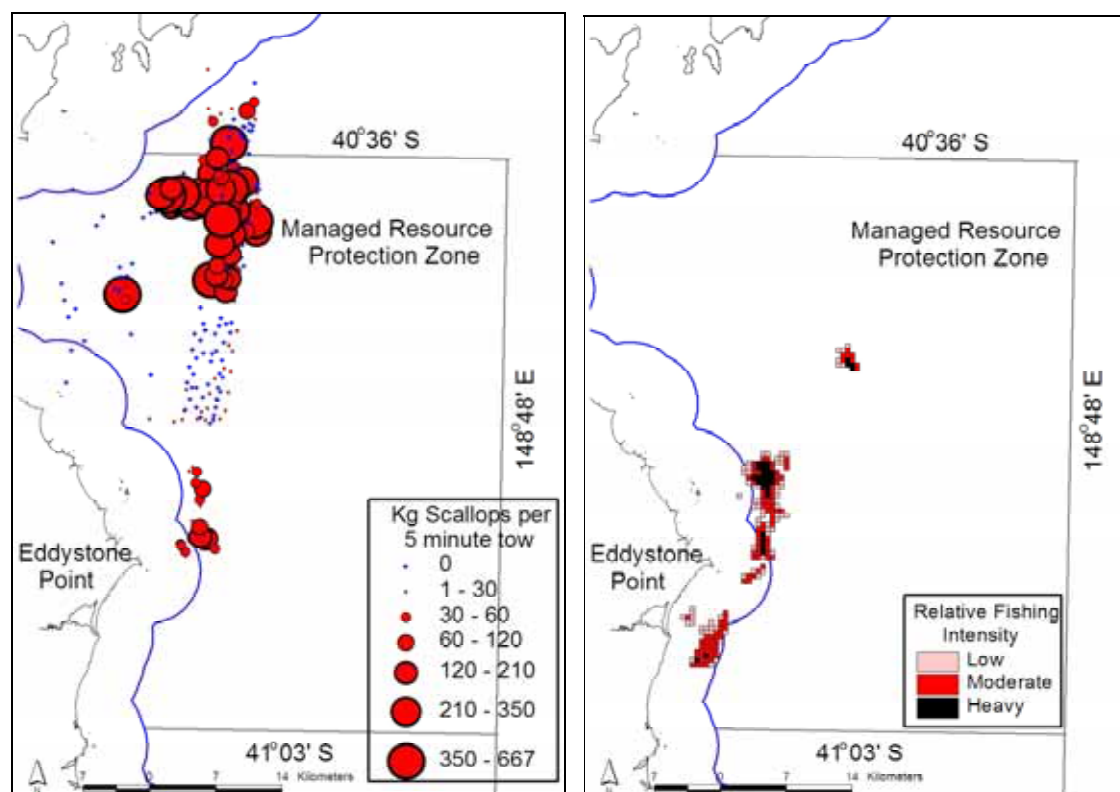 40°36' S
Managed Resource
Protection Zone
148°48' E
Eddystone
Point
Kg Scallops per
5 minute tow
0
1 - 30
30 - 60
60 - 120
120 - 210
210 - 350
350 - 667
41°03' S
N
7 0 7 14 Kilometers
40°36' S
Managed Resource
Protection Zone
148°48' E
Eddystone
Point
Relative Fishing
Intensity
Low
Moderate
Heavy
41°03' S
N
7 0 7 14 Kilometers